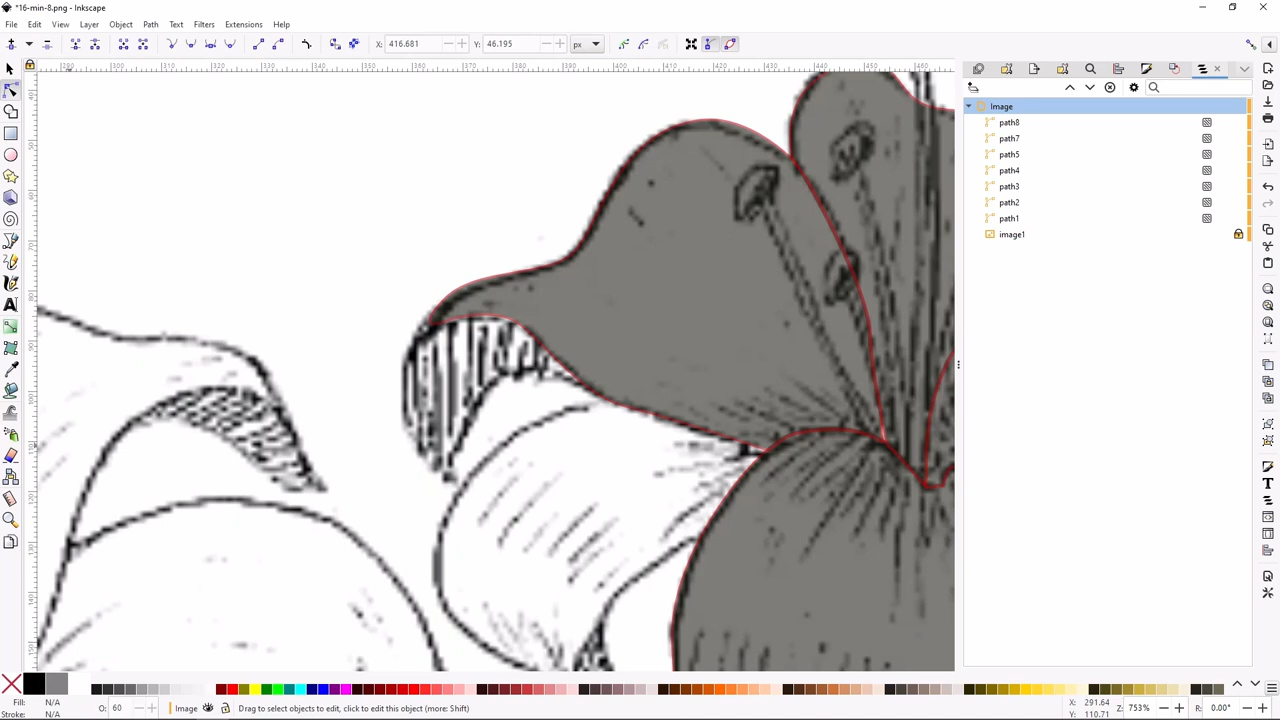 *16-min-8.png - Inkscape
File Edit View Layer Object Path Text Filters Extensions Help
X: 416.681 Y: 46.195 px
Image
path8
path7
path5
path4
path3
path2
path1
image1
Fill: N/A
Stroke: N/A
O: 60
Image
Drag to select objects to edit, click to edit this object (more: Shift)
X: 291.64
Y: 110.71
Z: 753%
R: 0.00°